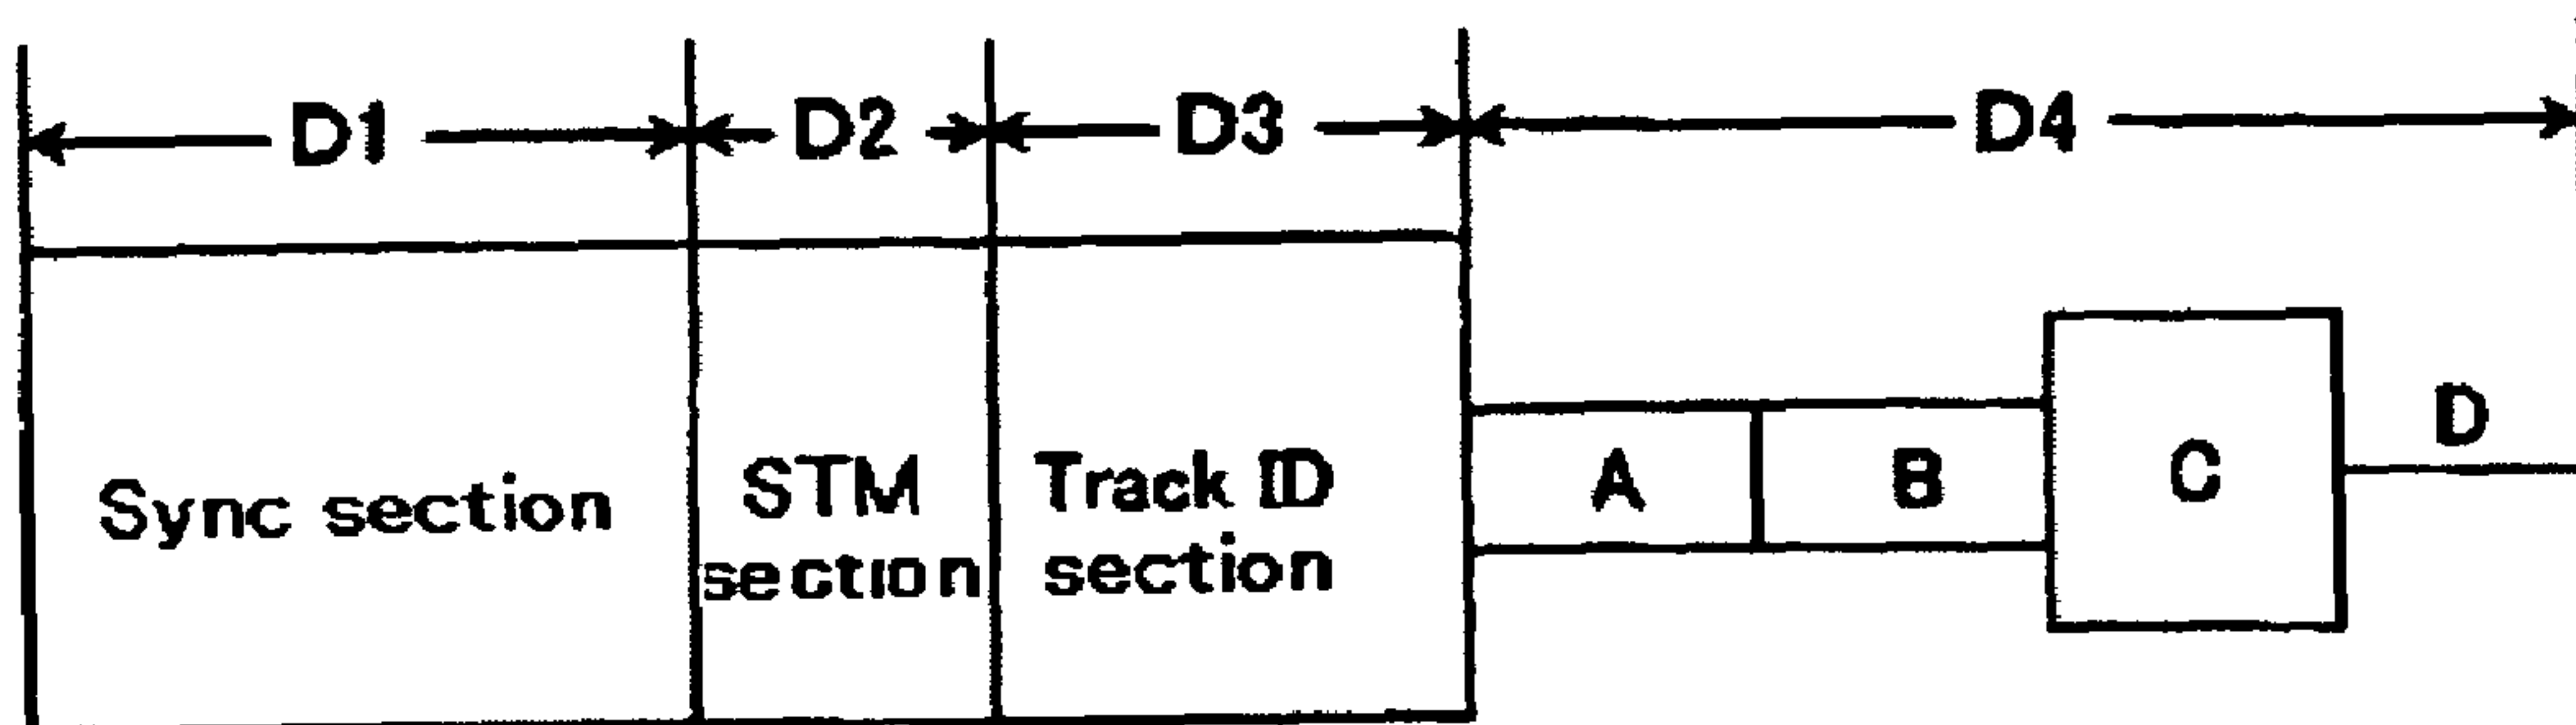 D1 D2 D3 D4
Sync section
STM
section
Track ID
section
A B C D